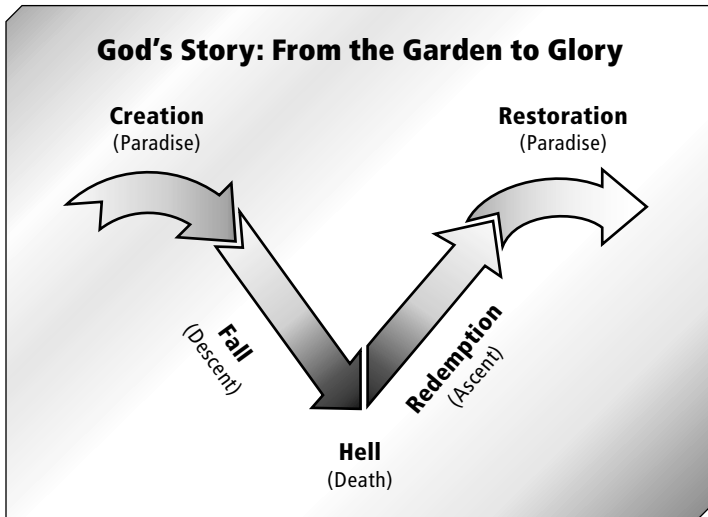 God's Story: From the Garden to Glory
Creation
(Paradise)
Restoration
(Paradise)
Fall
(Descent)
Redemption
(Ascent)
Hell
(Death)